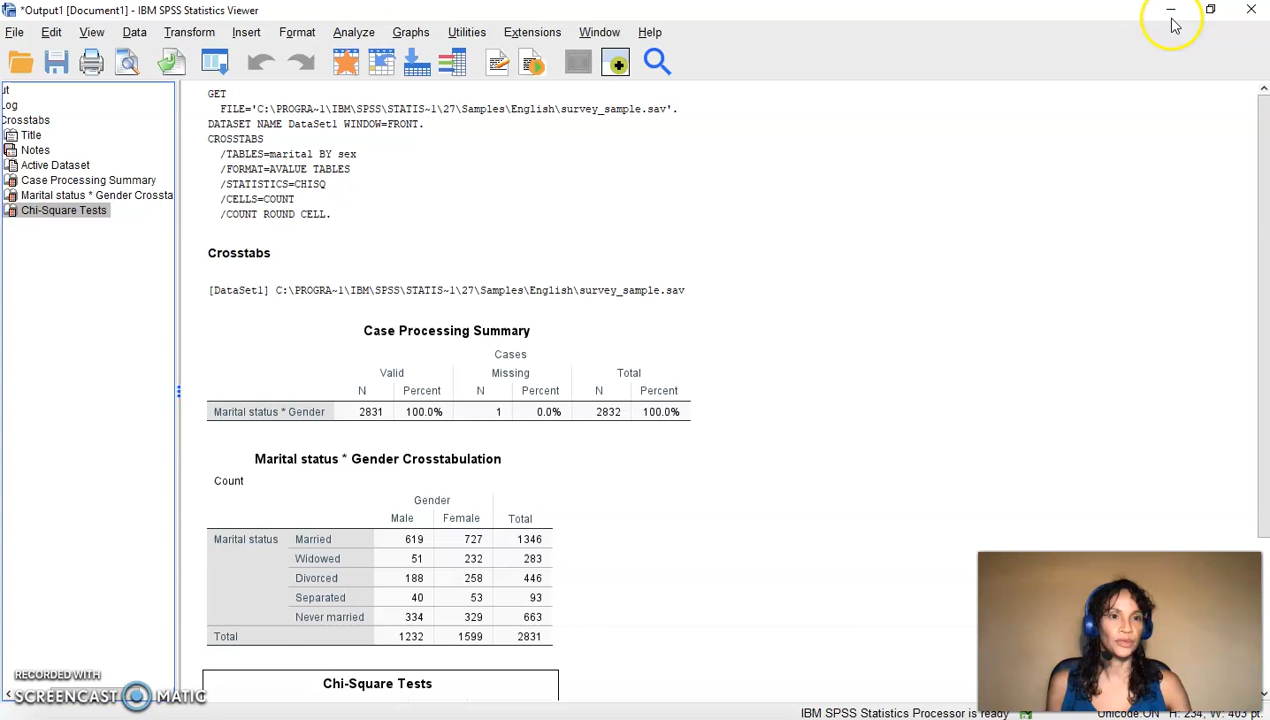 *Output1 [Document1] - IBM SPSS Statistics Viewer
File Edit View Data Transform Insert Format Analyze Graphs Utilities Extensions Window Help
ut
.og
Crosstabs
Title
Notes
Active Dataset
Case Processing Summary
Marital status * Gender Crossta
Chi-Square Tests
GET
FILE='C:\PROGRA~1\IBM\SPSS\STATIS~1\27\Samples\English\survey_sample.sav'.
DATASET NAME DataSet1 WINDOW=FRONT.
CROSSTABS
/TABLES=marital BY sex
/FORMAT=AVALUE TABLES
/STATISTICS=CHISQ
/CELLS=COUNT
/COUNT ROUND CELL.
Crosstabs
[DataSet1] C:\PROGRA~1\IBM\SPSS\STATIS~1\27\Samples\English\survey_sample.sav
Case Processing Summary
Cases
Valid Missing Total
N Percent N Percent N Percent
Marital status * Gender 2831 100.0% 1 0.0% 2832 100.0%
Marital status * Gender Crosstabulation
Count
Gender
Male Female Total
Marital status Married 619 727 1346
Widowed 51 232 283
Divorced 188 258 446
Separated 40 53 93
Never married 334 329 663
Total 1232 1599 2831
Chi-Square Tests
RECORDED WITH
SCREENCAST MATIC
IBM SPSS Statistics Processor is ready Unicode:ON H: 234, W: 403 pt.